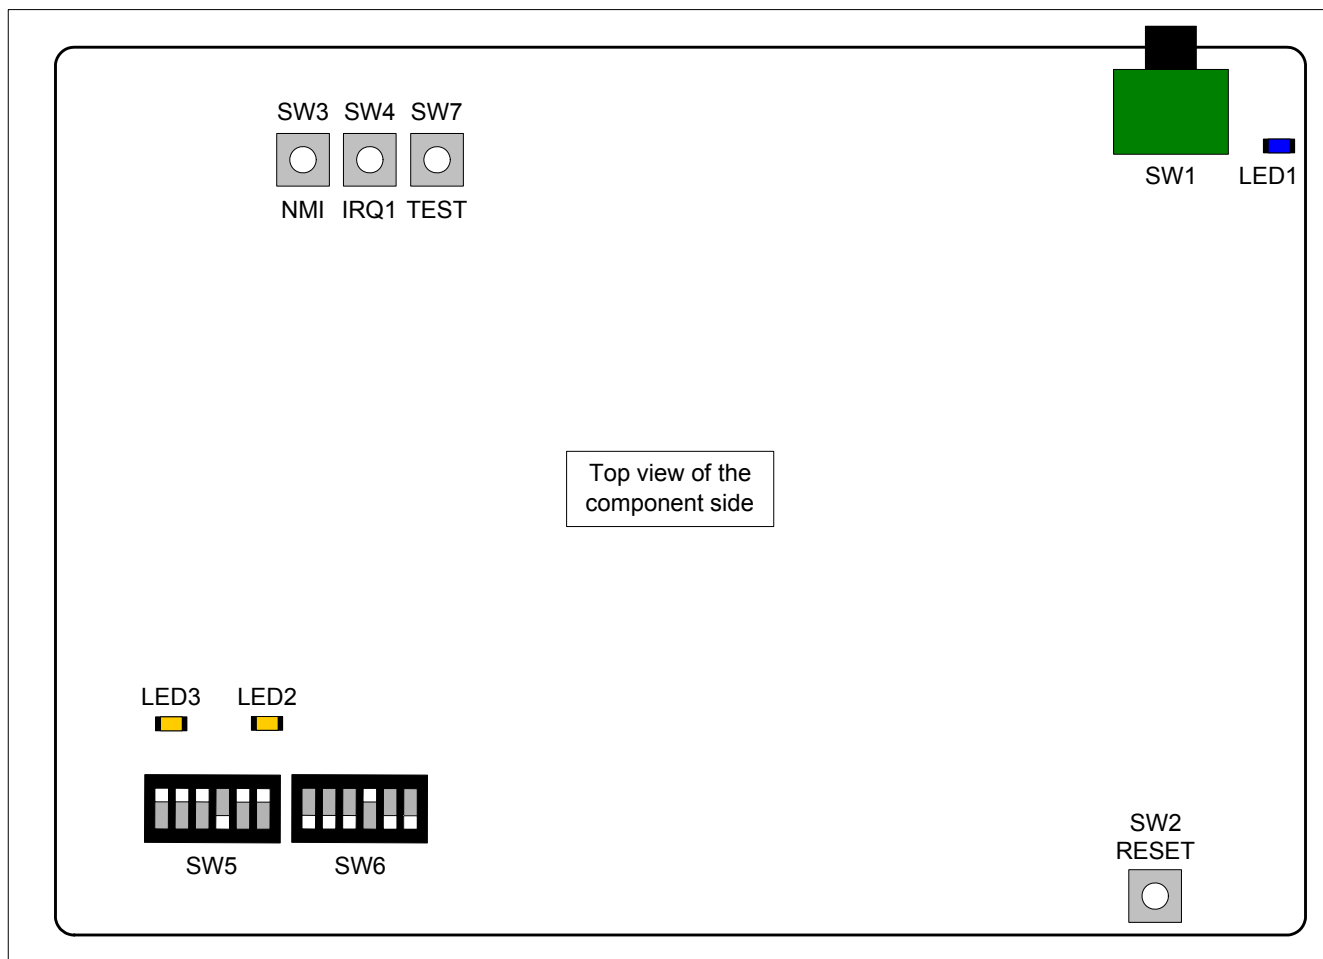 SW3 SW4 SW7
NMI IRQ1 TEST
SW1 LED1
Top view of the
component side
LED3 LED2
SW5 SW6
SW2
RESET